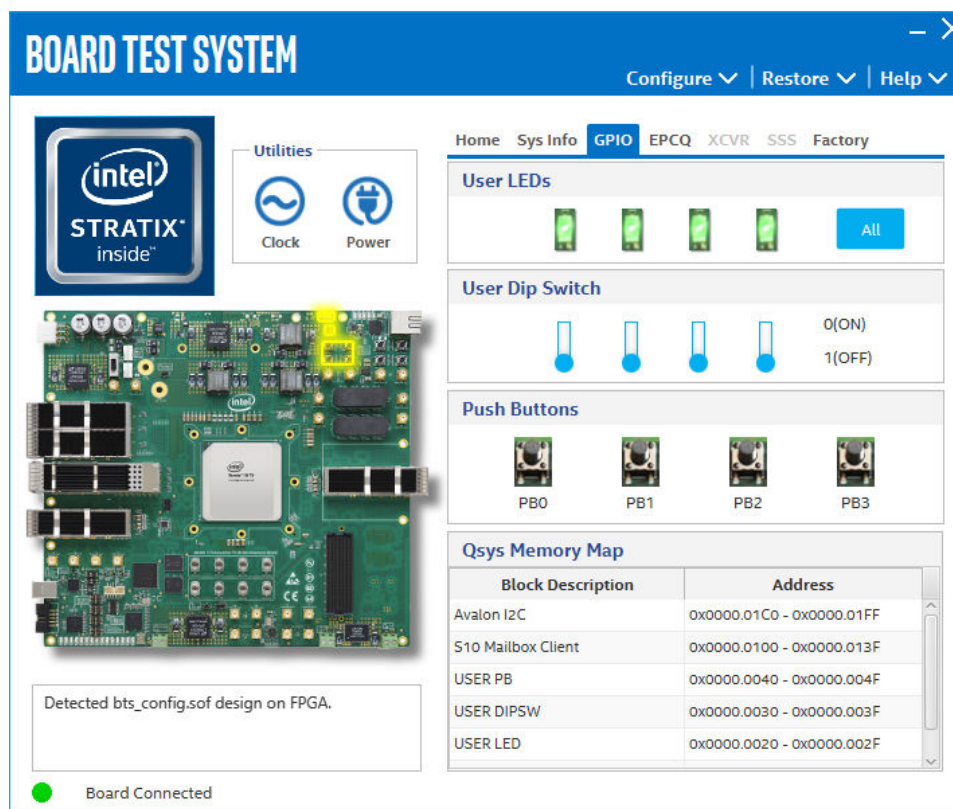 BOARD TEST SYSTEM
Configure | Restore | Help
intel
STRATIX
inside™
Utilities
Clock Power
Home Sys Info GPIO EPCQ XCVR SSS Factory
User LEDs
All
User Dip Switch
0(ON)
1(OFF)
Push Buttons
PB0 PB1 PB2 PB3
Qsys Memory Map
Block Description Address
Avalon I2C 0x0000.01C0 - 0x0000.01FF
S10 Mailbox Client 0x0000.0100 - 0x0000.013F
USER PB 0x0000.0040 - 0x0000.004F
USER DIPSW 0x0000.0030 - 0x0000.003F
USER LED 0x0000.0020 - 0x0000.002F
intel
intel
Detected bts_config.sof design on FPGA.
Board Connected